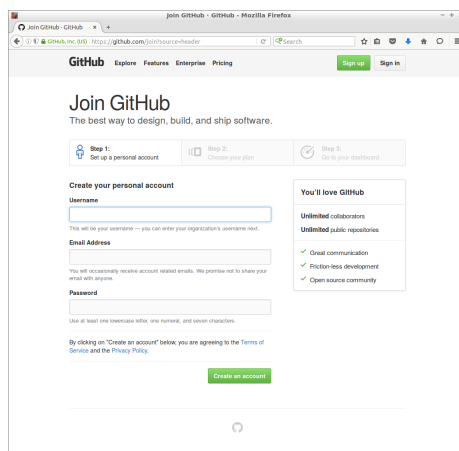 Join GitHub · GitHub - Mozilla Firefox
Join GitHub · GitHub
GitHub, Inc. (US) https://github.com/join?source=header
Search
GitHub Explore Features Enterprise Pricing Sign up Sign in
Join GitHub
The best way to design, build, and ship software.
Step 1:
Set up a personal account
Step 2:
Choose your plan
Step 3:
Go to your dashboard
Create your personal account
Username
This will be your username — you can enter your organization's username next.
Email Address
You will occasionally receive account related emails. We promise not to share your
email with anyone.
Password
Use at least one lowercase letter, one numeral, and seven characters.
By clicking on "Create an account" below, you are agreeing to the Terms of
Service and the Privacy Policy.
Create an account
You'll love GitHub
Unlimited collaborators
Unlimited public repositories
Great communication
Friction-less development
Open source community